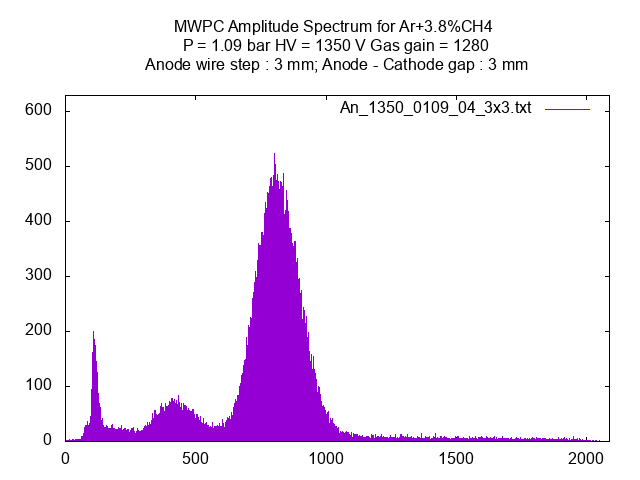 MWPC Amplitude Spectrum for Ar+3.8%CH4
P = 1.09 bar HV = 1350 V Gas gain = 1280
Anode wire step : 3 mm; Anode - Cathode gap : 3 mm
An_1350_0109_04_3x3.txt
600
500
400
300
200
100
0
0 500 1000 1500 2000